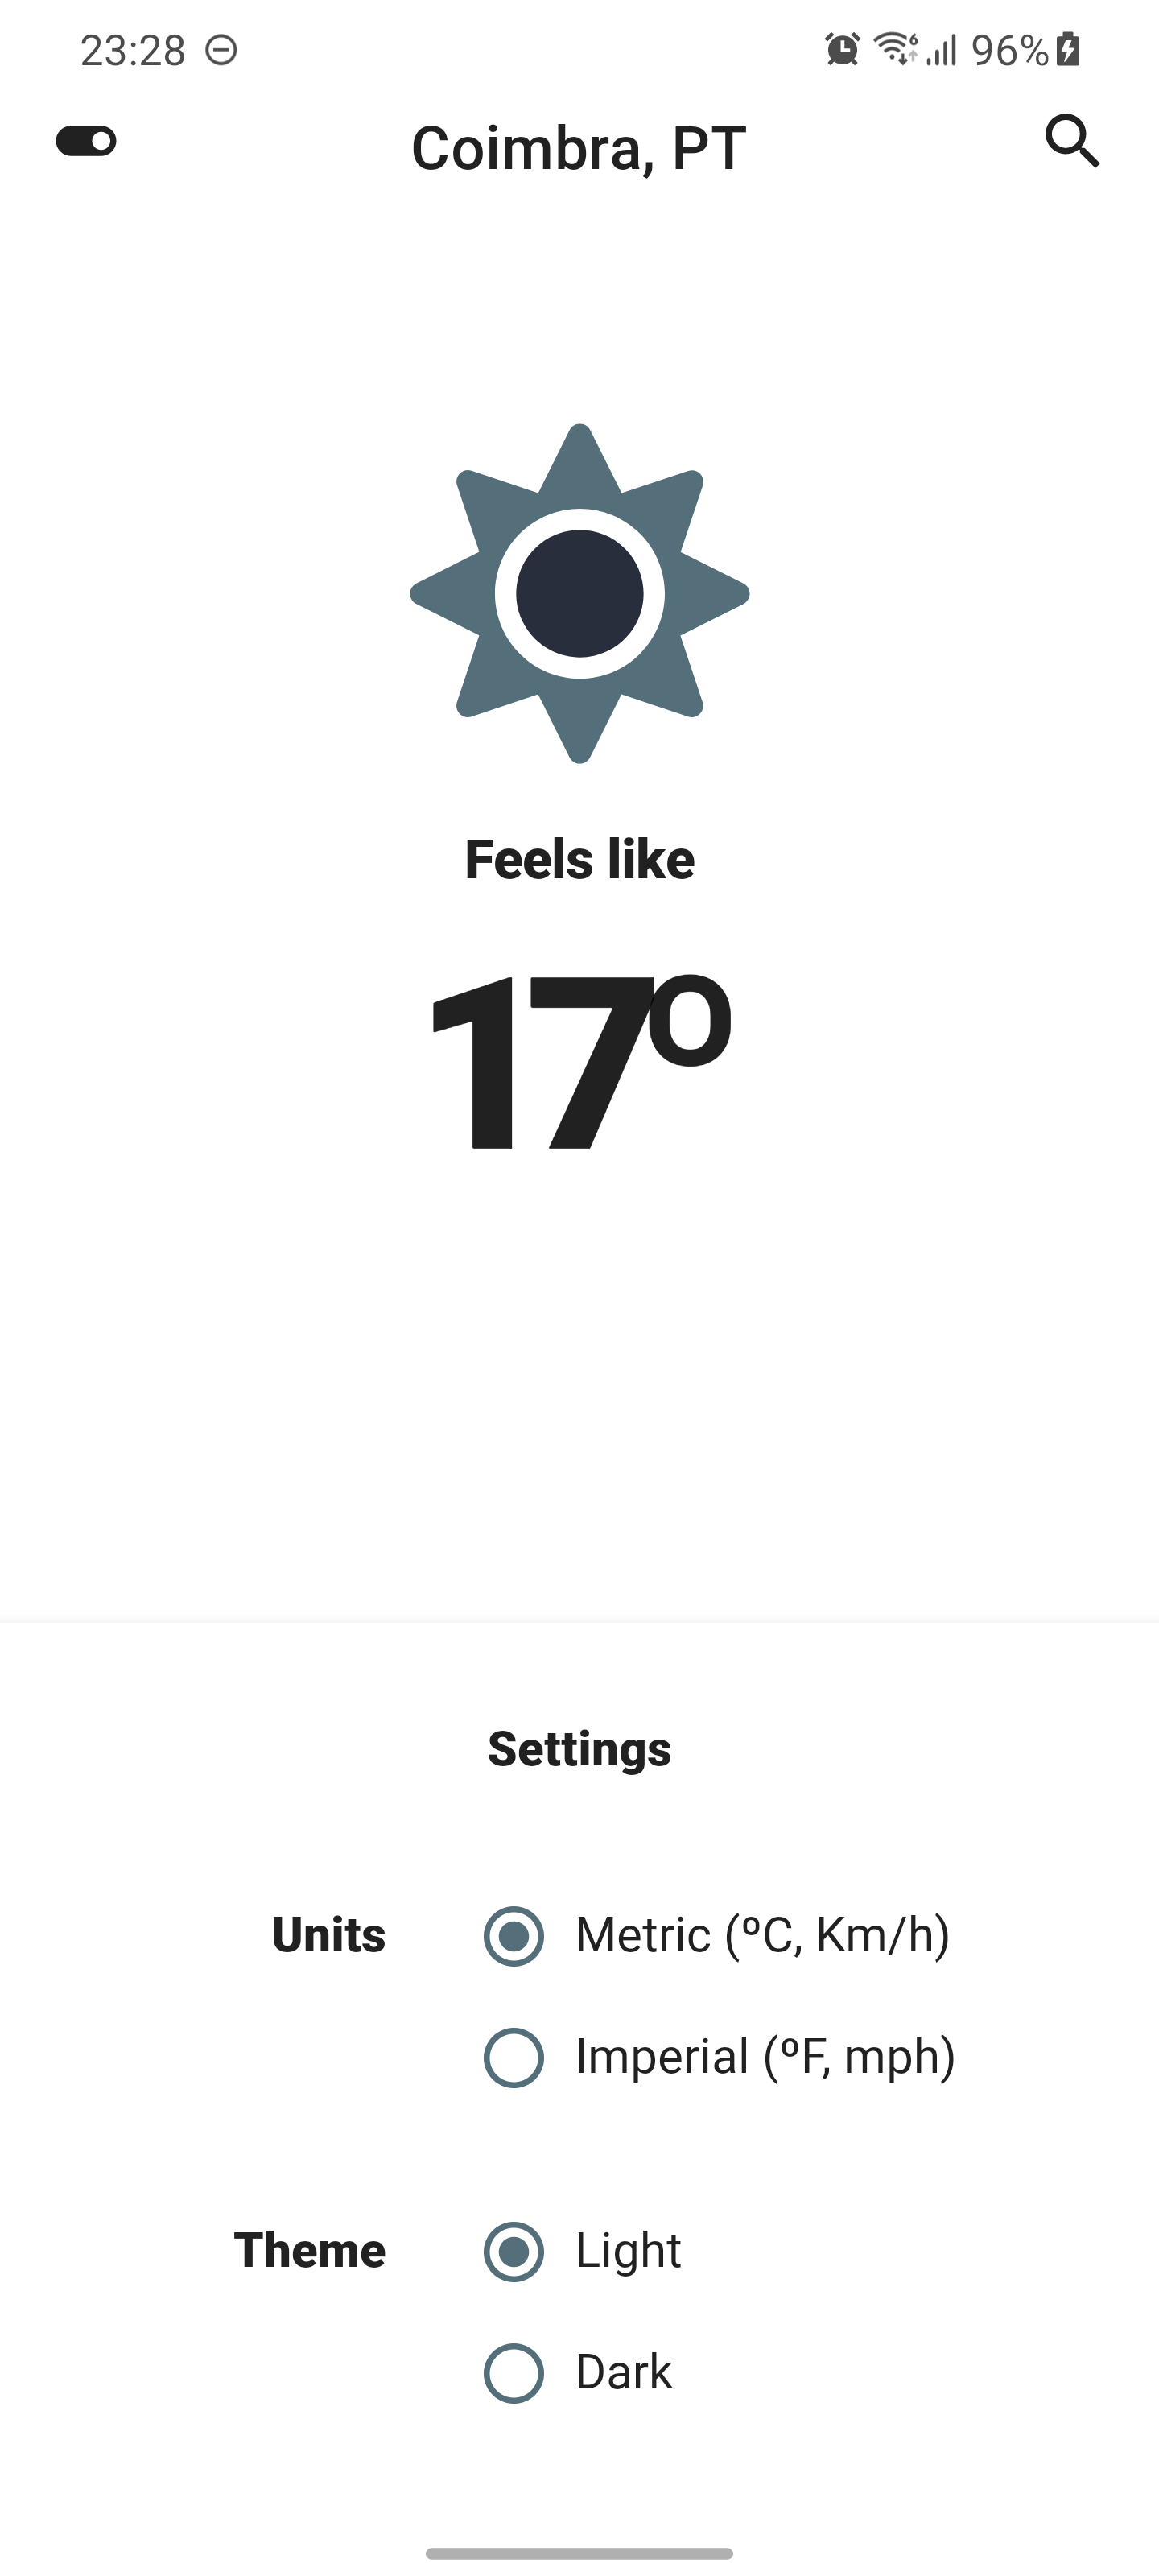 23:28 96%
Coimbra, PT
Feels like
17º
Settings
Units Metric (ºC, Km/h)
Imperial (ºF, mph)
Theme Light
Dark